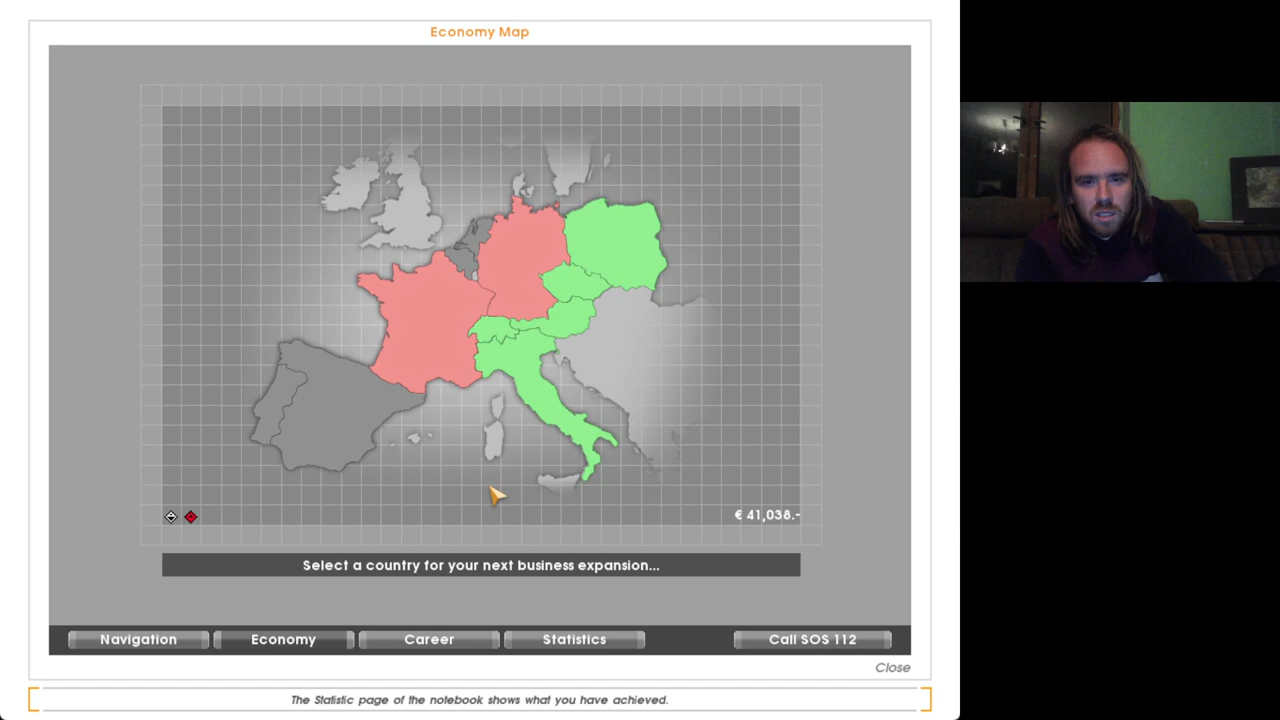 Economy Map
€ 41,038.-
Select a country for your next business expansion...
Navigation
Economy
Career
Statistics
Call SOS 112
Close
The Statistic page of the notebook shows what you have achieved.